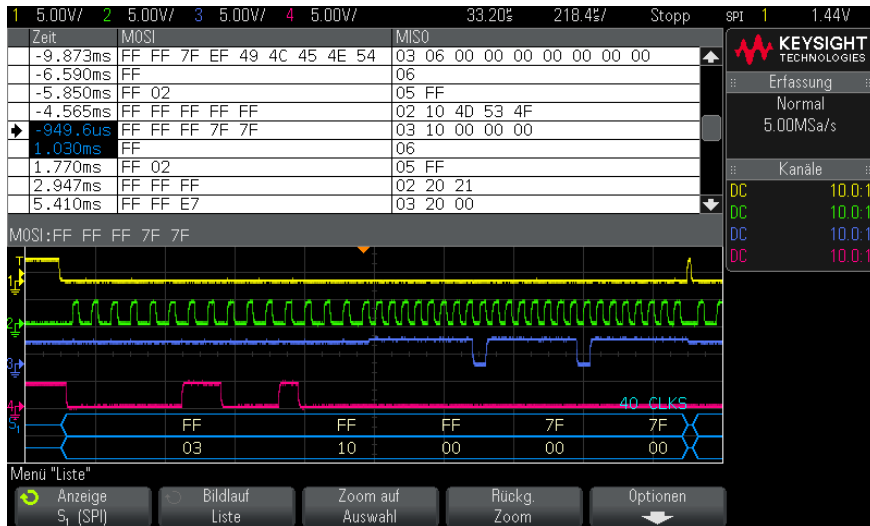 1 5.00V/ 2 5.00V/ 3 5.00V/ 4 5.00V/ 33.20s 218.4s/ Stopp SPI 1 1.44V
Zeit MOSI MISO
-9.873ms FF FF 7F EF 49 4C 45 4E 54 03 06 00 00 00 00 00 00 00
-6.590ms FF 06
-5.850ms FF 02 05 FF
-4.565ms FF FF FF FF FF 02 10 4D 53 4F
-949.6us FF FF FF 7F 7F 03 10 00 00 00
1.030ms FF 06
1.770ms FF 02 05 FF
2.947ms FF FF FF 02 20 21
5.410ms FF FF E7 03 20 00
MOSI:FF FF FF 7F 7F
KEYSIGHT
TECHNOLOGIES
Erfassung
Normal
5.00MSa/s
Kanäle
DC 10.0:1
DC 10.0:1
DC 10.0:1
DC 10.0:1
T
1
2
3
4
40 CLKS
S1 FF FF FF 7F 7F
03 10 00 00 00
Menü "Liste"
Anzeige
S1 (SPI)
Bildlauf
Liste
Zoom auf
Auswahl
Rückg.
Zoom
Optionen